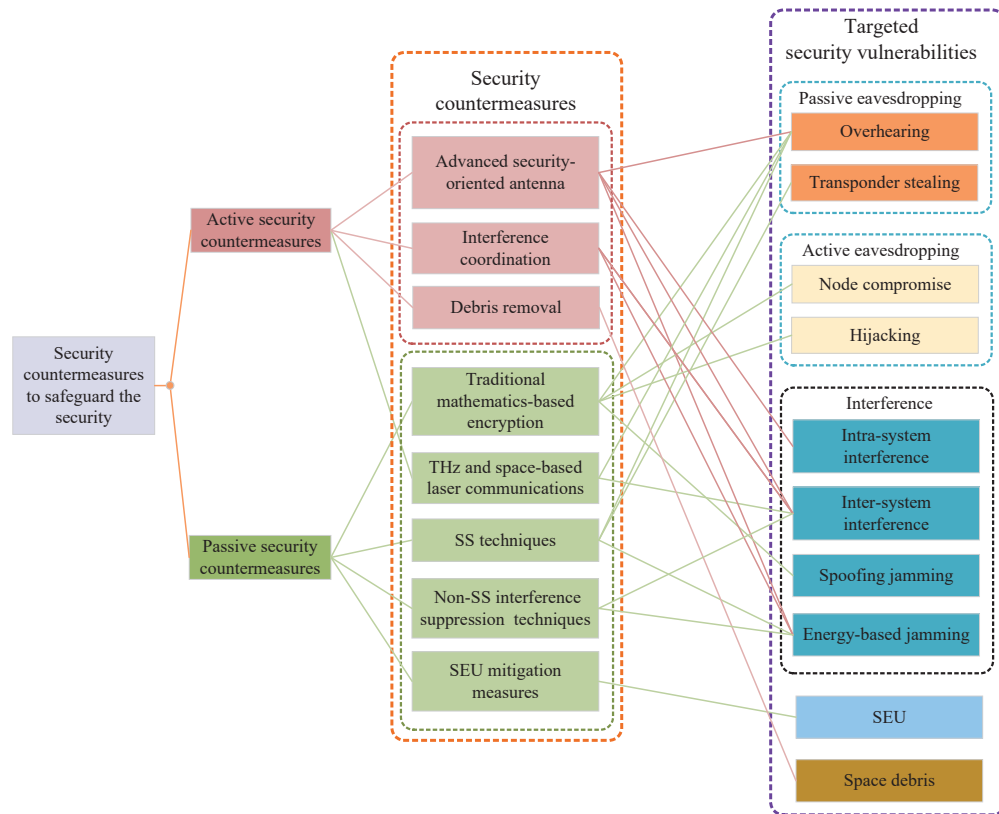 Security
countermeasures
to safeguard the
security
Active security
countermeasures
Passive security
countermeasures
Security
countermeasures
Advanced security-
oriented antenna
Interference
coordination
Debris removal
Traditional
mathematics-based
encryption
THz and space-based
laser communications
SS techniques
Non-SS interference
suppression techniques
SEU mitigation
measures
Targeted
security vulnerabilities
Passive eavesdropping
Overhearing
Transponder stealing
Active eavesdropping
Node compromise
Hijacking
Interference
Intra-system
interference
Inter-system
interference
Spoofing jamming
Energy-based jamming
SEU
Space debris